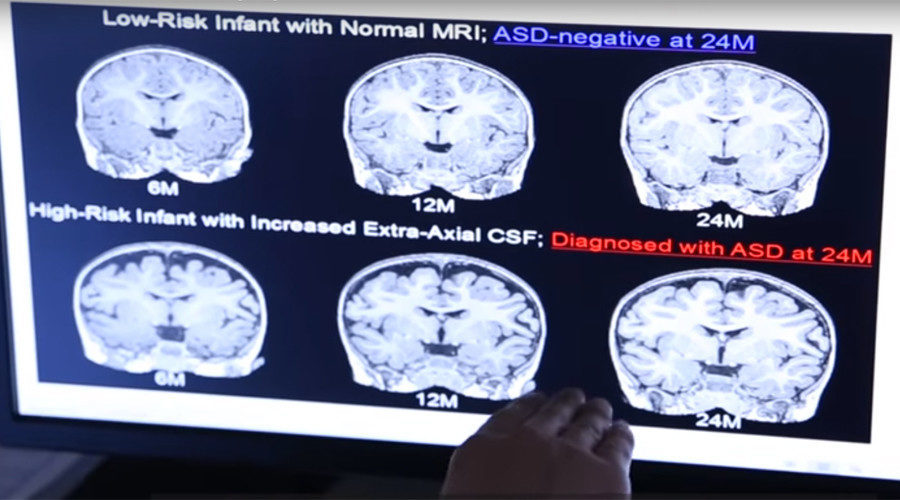 Low-Risk Infant with Normal MRI; ASD-negative at 24M
6M
12M
24M
High-Risk Infant with Increased Extra-Axial CSF; Diagnosed with ASD at 24M
6M
12M
24M